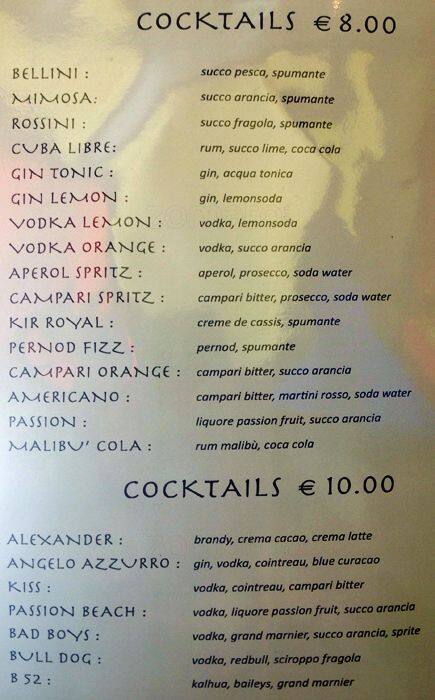 COCKTAILS € 8.00
BELLINI : succo pesca, spumante
MIMOSA: succo arancia, spumante
ROSSINI : succo fragola, spumante
CUBA LIBRE: rum, succo lime, coca cola
GIN TONIC : gin, acqua tonica
GIN LEMON : gin, lemonsoda
VODKA LEMON : vodka, lemonsoda
VODKA ORANGE : vodka, succo arancia
APEROL SPRITZ : aperol, prosecco, soda water
CAMPARI SPRITZ : campari bitter, prosecco, soda water
KIR ROYAL : creme de cassis, spumante
PERNOD FIZZ : pernod, spumante
CAMPARI ORANGE : campari bitter, succo arancia
AMERICANO : campari bitter, martini rosso, soda water
PASSION : liquore passion fruit, succo arancia
MALIBU' COLA : rum malibù, coca cola
COCKTAILS € 10.00
ALEXANDER : brandy, crema cacao, crema latte
ANGELO AZZURRO : gin, vodka, cointreau, blue curacao
KISS : vodka, cointreau, campari bitter
PASSION BEACH : vodka, liquore passion fruit, succo arancia
BAD BOYS : vodka, grand marnier, succo arancia, sprite
BULL DOG : vodka, redbull, sciroppo fragola
B 52 : kalhua, baileys, grand marnier